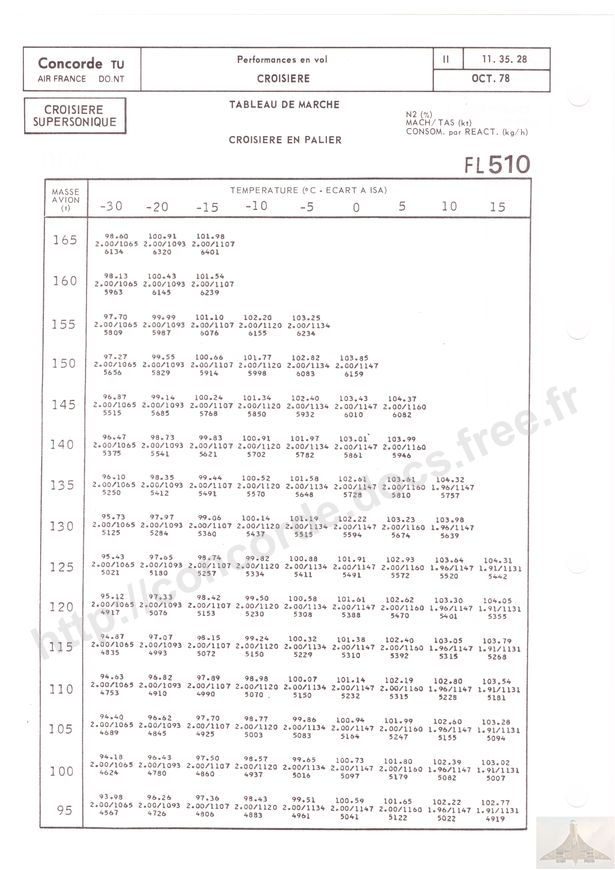 Concorde TU
AIR FRANCE DO.NT
Performances en vol
CROISIERE
II 11. 35. 28
OCT. 78
CROISIERE
SUPERSONIQUE
TABLEAU DE MARCHE
CROISIERE EN PALIER
N2 (%)
MACH/TAS (kt)
CONSOM. par REACT. (kg/h)
FL510
MASSE
AVION
(t)
TEMPERATURE (°C - ECART A ISA)
-30 -20 -15 -10 -5 0 5 10 15
98.60 100.91 101.98
165 2.00/1065 2.00/1093 2.00/1107
6134 6320 6401
98.13 100.43 101.54
160 2.00/1065 2.00/1093 2.00/1107
5963 6145 6239
97.70 99.99 101.10 102.20 103.25
155 2.00/1065 2.00/1093 2.00/1107 2.00/1120 2.00/1134
5809 5987 6076 6155 6234
97.27 99.55 100.66 101.77 102.82 103.85
150 2.00/1065 2.00/1093 2.00/1107 2.00/1120 2.00/1134 2.00/1147
5656 5829 5914 5998 6083 6159
96.87 99.14 100.24 101.34 102.40 103.43 104.37
145 2.00/1065 2.00/1093 2.00/1107 2.00/1120 2.00/1134 2.00/1147 2.00/1160
5515 5685 5768 5850 5932 6010 6082
96.47 98.73 99.83 100.91 101.97 103.01 103.99
140 2.00/1065 2.00/1093 2.00/1107 2.00/1120 2.00/1134 2.00/1147 2.00/1160
5375 5541 5621 5702 5782 5861 5946
96.10 98.35 99.44 100.52 101.58 102.61 103.61 104.32
135 2.00/1065 2.00/1093 2.00/1107 2.00/1120 2.00/1134 2.00/1147 2.00/1160 1.96/1147
5250 5412 5491 5570 5648 5728 5810 5757
95.73 97.97 99.06 100.14 101.19 102.22 103.23 103.98
130 2.00/1065 2.00/1093 2.00/1107 2.00/1120 2.00/1134 2.00/1147 2.00/1160 1.96/1147
5125 5284 5360 5437 5515 5594 5674 5639
95.43 97.65 98.74 99.82 100.88 101.91 102.93 103.64 104.31
125 2.00/1065 2.00/1093 2.00/1107 2.00/1120 2.00/1134 2.00/1147 2.00/1160 1.96/1147 1.91/1131
5021 5180 5257 5334 5411 5491 5572 5520 5442
95.12 97.33 98.42 99.50 100.58 101.61 102.62 103.30 104.05
120 2.00/1065 2.00/1093 2.00/1107 2.00/1120 2.00/1134 2.00/1147 2.00/1160 1.96/1147 1.91/1131
4917 5076 5153 5230 5308 5388 5470 5401 5355
94.87 97.07 98.15 99.24 100.32 101.38 102.40 103.05 103.79
115 2.00/1065 2.00/1093 2.00/1107 2.00/1120 2.00/1134 2.00/1147 2.00/1160 1.96/1147 1.91/1131
4835 4993 5072 5150 5229 5310 5392 5315 5268
94.63 96.82 97.89 98.98 100.07 101.14 102.19 102.80 103.54
110 2.00/1065 2.00/1093 2.00/1107 2.00/1120 2.00/1134 2.00/1147 2.00/1160 1.96/1147 1.91/1131
4753 4910 4990 5070 5150 5232 5315 5228 5181
94.40 96.62 97.70 98.77 99.86 100.94 101.99 102.60 103.28
105 2.00/1065 2.00/1093 2.00/1107 2.00/1120 2.00/1134 2.00/1147 2.00/1160 1.96/1147 1.91/1131
4689 4845 4925 5003 5083 5164 5247 5155 5094
94.18 96.43 97.50 98.57 99.65 100.73 101.80 102.39 103.02
100 2.00/1065 2.00/1093 2.00/1107 2.00/1120 2.00/1134 2.00/1147 2.00/1160 1.96/1147 1.91/1131
4624 4780 4860 4937 5016 5097 5179 5082 5007
93.98 96.26 97.36 98.43 99.51 100.59 101.65 102.22 102.77
95 2.00/1065 2.00/1093 2.00/1107 2.00/1120 2.00/1134 2.00/1147 2.00/1160 1.96/1147 1.91/1131
4567 4726 4806 4883 4961 5041 5122 5022 4919
http://concorde.docs.free.fr